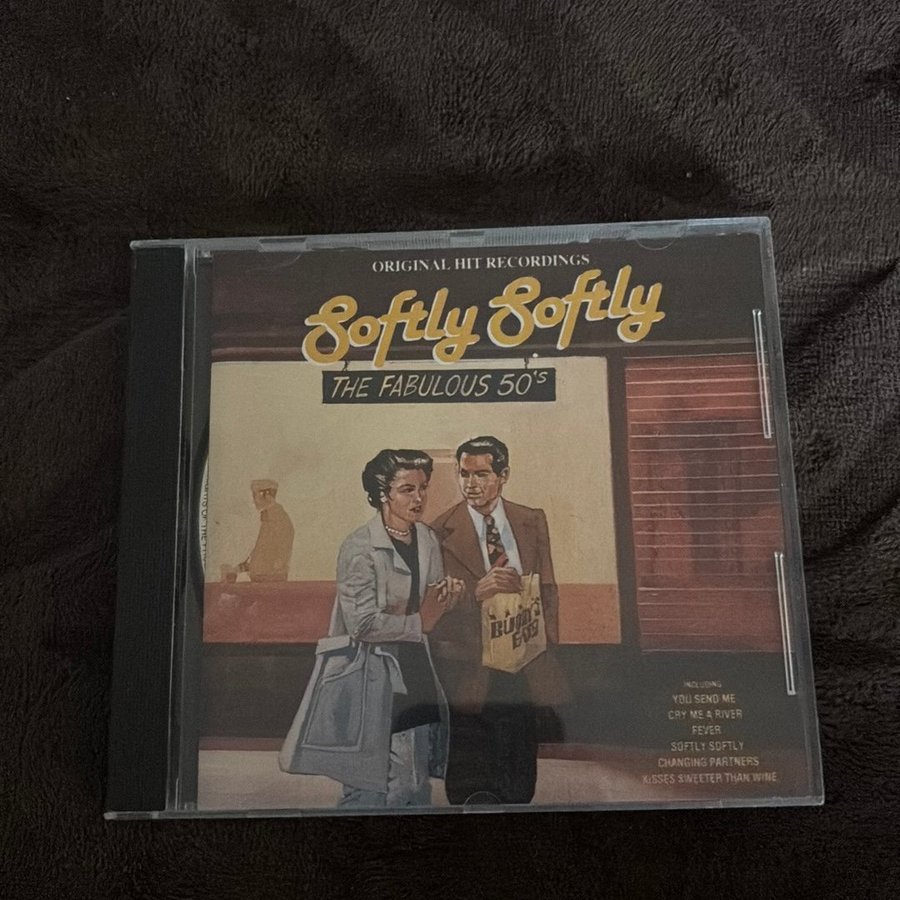 ORIGINAL HIT RECORDINGS
Softly Softly
THE FABULOUS 50's
INCLUDING
YOU SEND ME
CRY ME A RIVER
FEVER
SOFTLY SOFTLY
CHANGING PARTNERS
KISSES SWEETER THAN WINE